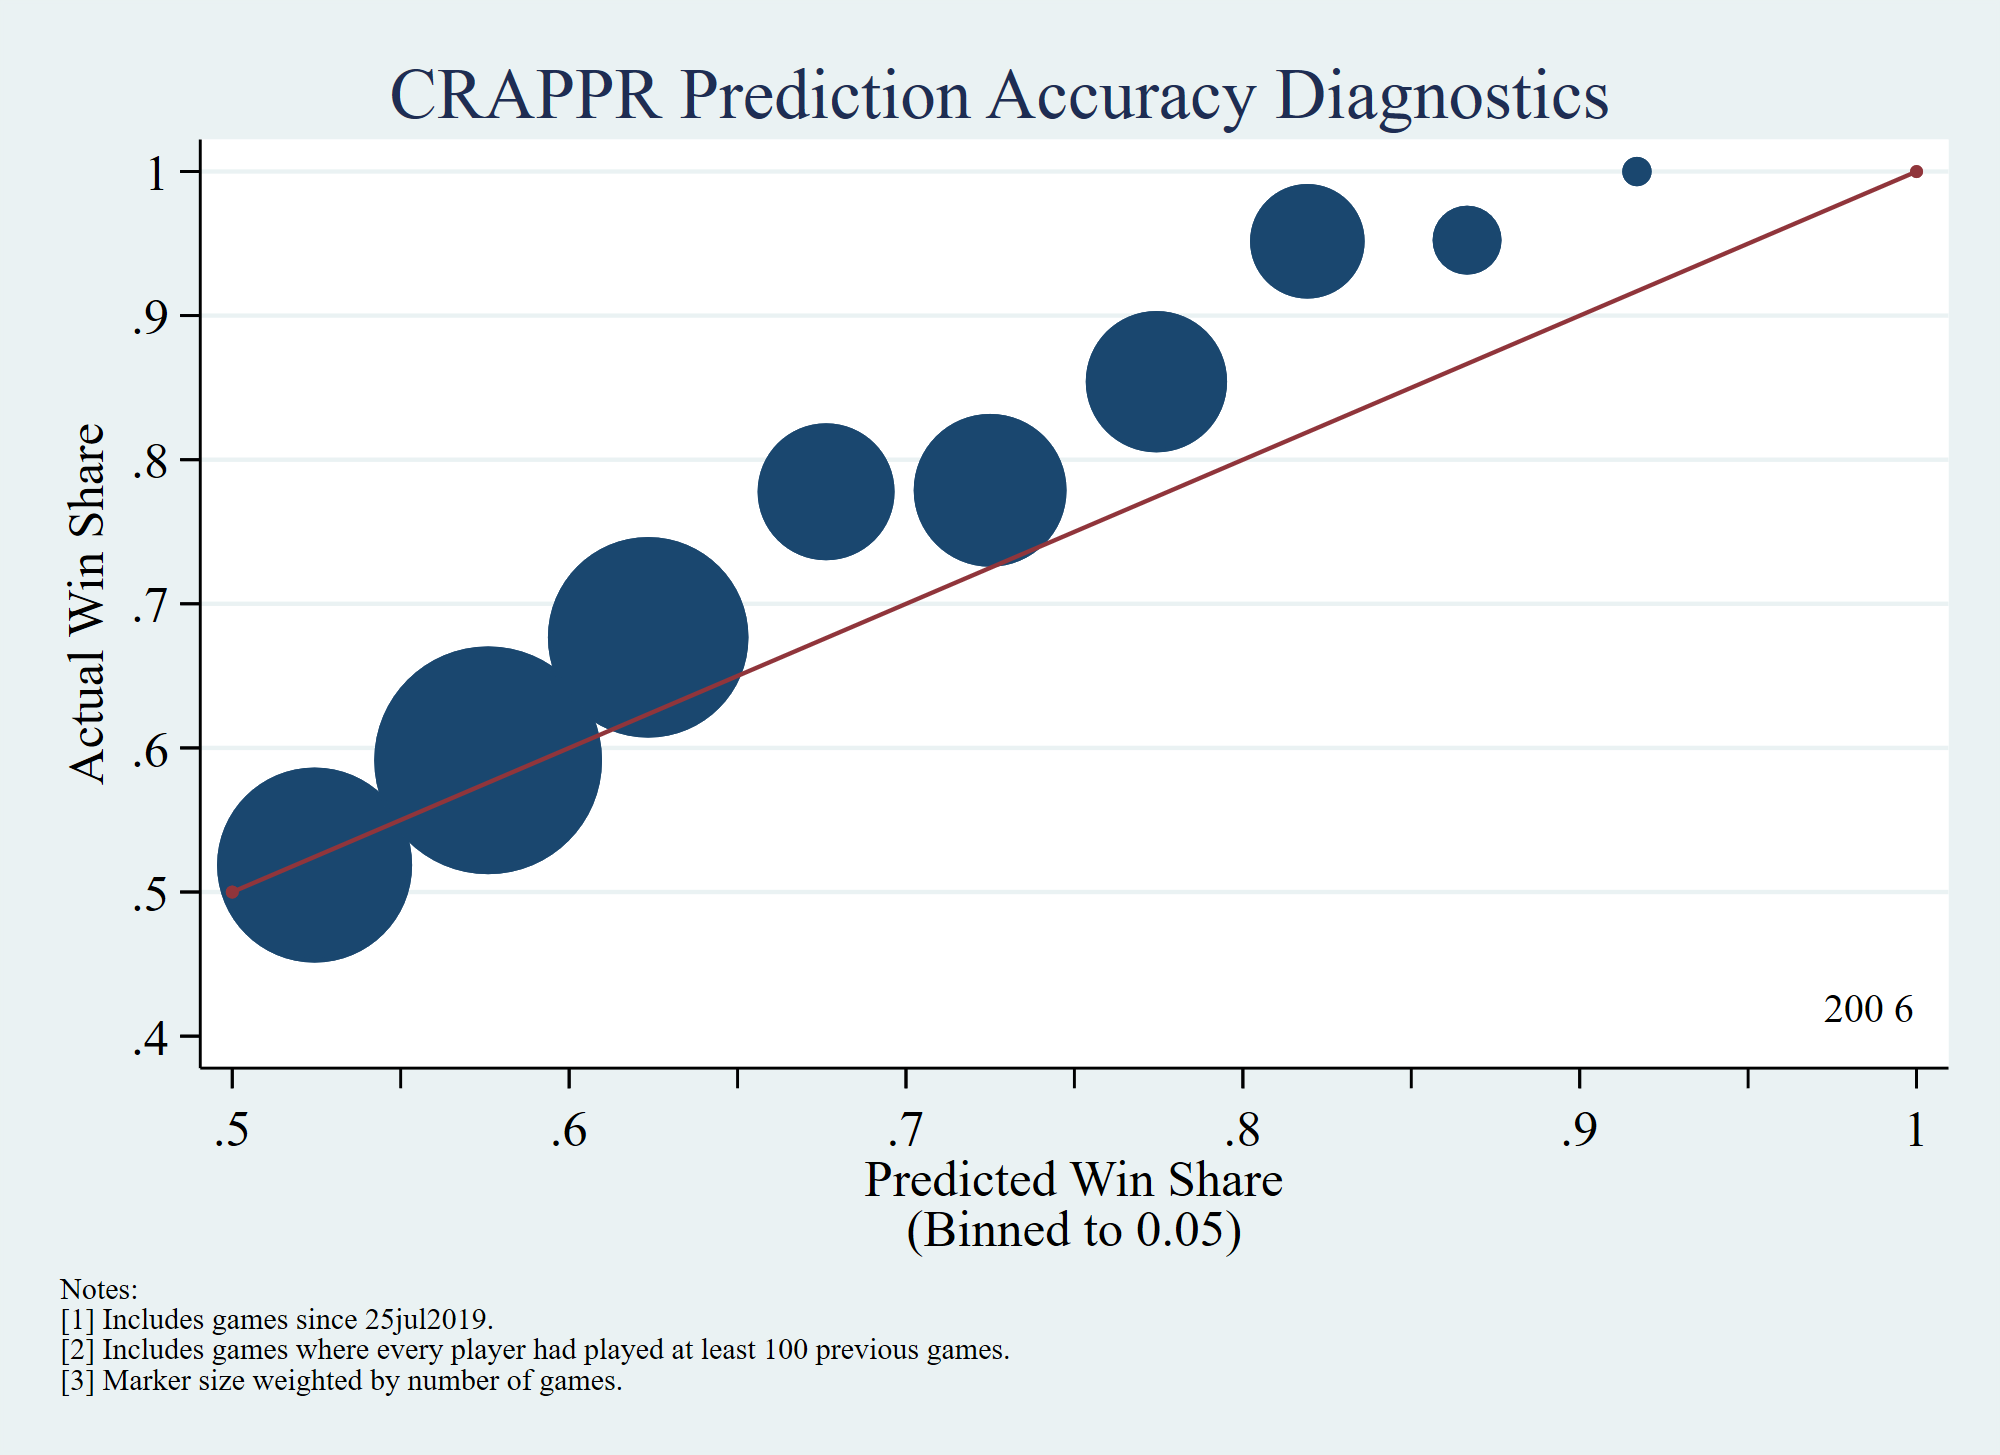 CRAPPR Prediction Accuracy Diagnostics
Actual Win Share
1
.9
.8
.7
.6
.5
.4
200 6
.5 .6 .7 .8 .9 1
Predicted Win Share
(Binned to 0.05)
Notes:
[1] Includes games since 25jul2019.
[2] Includes games where every player had played at least 100 previous games.
[3] Marker size weighted by number of games.